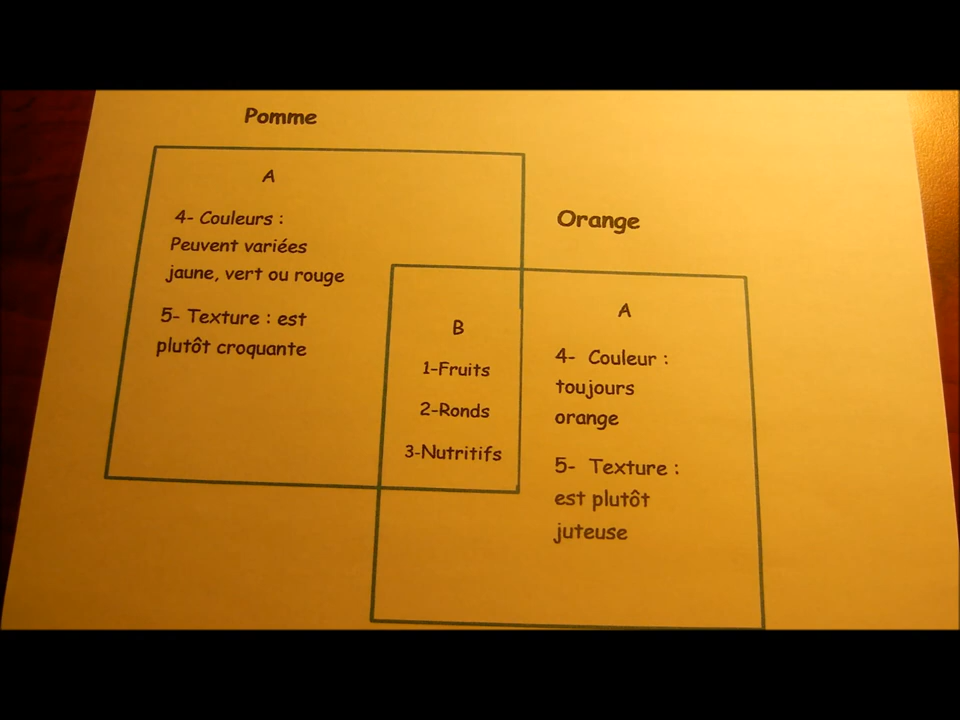 Pomme
A
4- Couleurs :
Peuvent variées
jaune, vert ou rouge
5- Texture : est
plutôt croquante
B
1-Fruits
2-Ronds
3-Nutritifs
Orange
A
4- Couleur :
toujours
orange
5- Texture :
est plutôt
juteuse